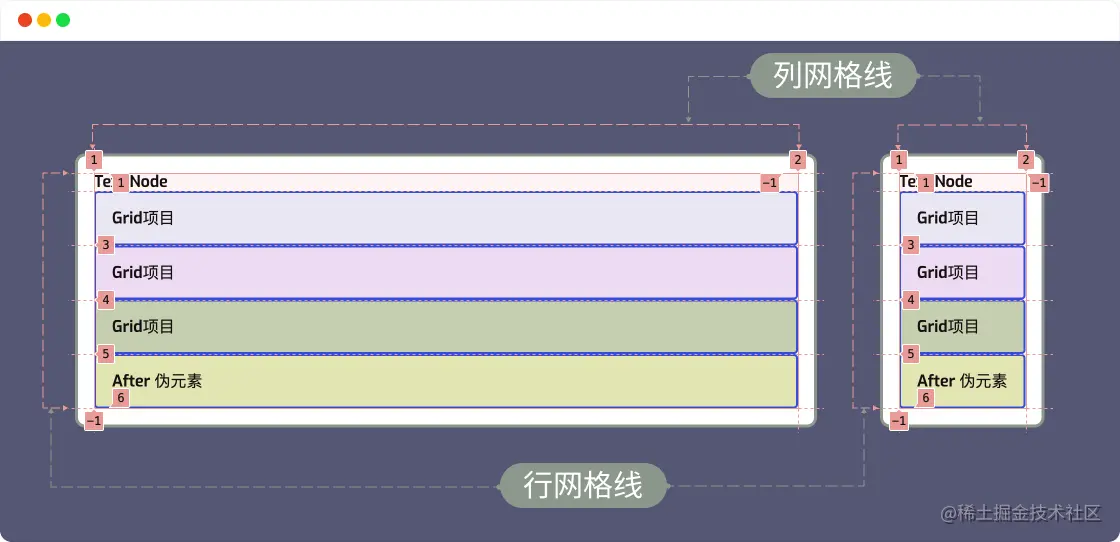 列网格线
1 2 1 2
Te 1 Node −1 Te 1 Node −1
Grid项目 Grid项目
3 3
Grid项目 Grid项目
4 4
Grid项目 Grid项目
5 5
After 伪元素 After 伪元素
6 6
−1 −1
行网格线
@稀土掘金技术社区